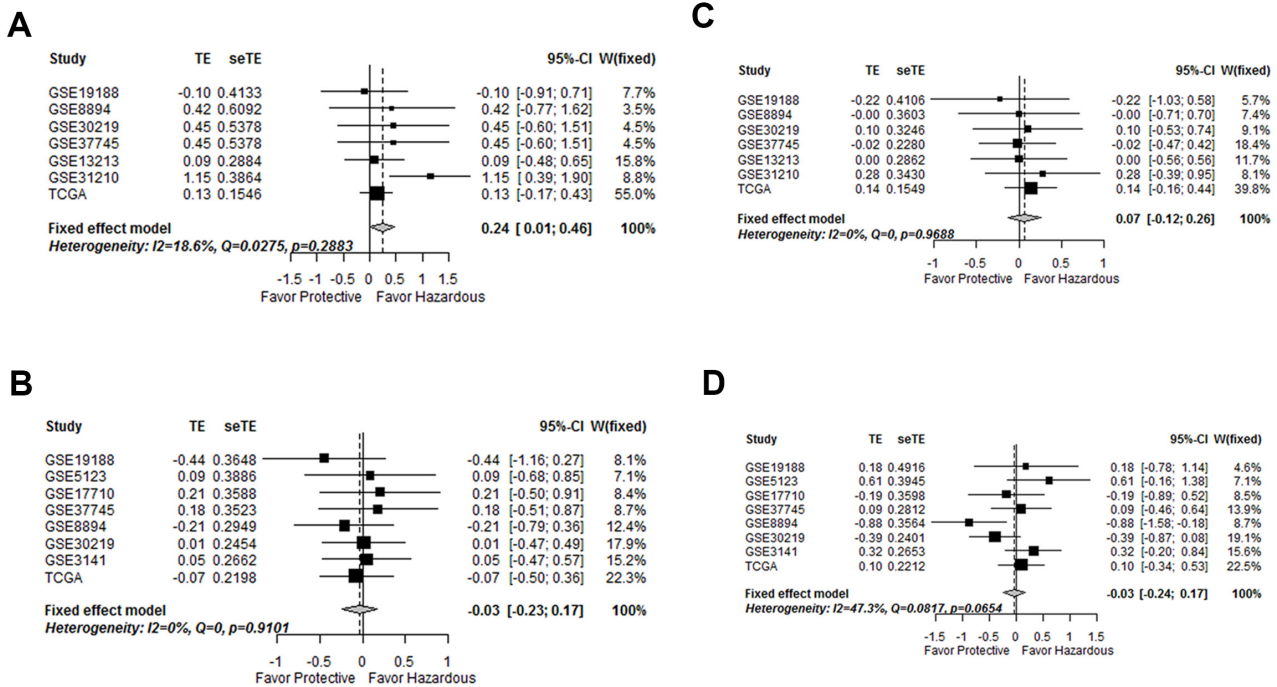 A
Study TE seTE 95%-CI W(fixed)
GSE19188 -0.10 0.4133 -0.10 [-0.91; 0.71] 7.7%
GSE8894 0.42 0.6092 0.42 [-0.77; 1.62] 3.5%
GSE30219 0.45 0.5378 0.45 [-0.60; 1.51] 4.5%
GSE37745 0.45 0.5378 0.45 [-0.60; 1.51] 4.5%
GSE13213 0.09 0.2884 0.09 [-0.48; 0.65] 15.8%
GSE31210 1.15 0.3864 1.15 [ 0.39; 1.90] 8.8%
TCGA 0.13 0.1546 0.13 [-0.17; 0.43] 55.0%
Fixed effect model 0.24 [ 0.01; 0.46] 100%
Heterogeneity: I2=18.6%, Q=0.0275, p=0.2883
-1.5 -1 -0.5 0 0.5 1 1.5
Favor Protective Favor Hazardous
B
Study TE seTE 95%-CI W(fixed)
GSE19188 -0.44 0.3648 -0.44 [-1.16; 0.27] 8.1%
GSE5123 0.09 0.3886 0.09 [-0.68; 0.85] 7.1%
GSE17710 0.21 0.3588 0.21 [-0.50; 0.91] 8.4%
GSE37745 0.18 0.3523 0.18 [-0.51; 0.87] 8.7%
GSE8894 -0.21 0.2949 -0.21 [-0.79; 0.36] 12.4%
GSE30219 0.01 0.2454 0.01 [-0.47; 0.49] 17.9%
GSE3141 0.05 0.2662 0.05 [-0.47; 0.57] 15.2%
TCGA -0.07 0.2198 -0.07 [-0.50; 0.36] 22.3%
Fixed effect model -0.03 [-0.23; 0.17] 100%
Heterogeneity: I2=0%, Q=0, p=0.9101
-1 -0.5 0 0.5 1
Favor Protective Favor Hazardous
C
Study TE seTE 95%-CI W(fixed)
GSE19188 -0.22 0.4106 -0.22 [-1.03; 0.58] 5.7%
GSE8894 -0.00 0.3603 -0.00 [-0.71; 0.70] 7.4%
GSE30219 0.10 0.3246 0.10 [-0.53; 0.74] 9.1%
GSE37745 -0.02 0.2280 -0.02 [-0.47; 0.42] 18.4%
GSE13213 0.00 0.2862 0.00 [-0.56; 0.56] 11.7%
GSE31210 0.28 0.3430 0.28 [-0.39; 0.95] 8.1%
TCGA 0.14 0.1549 0.14 [-0.16; 0.44] 39.8%
Fixed effect model 0.07 [-0.12; 0.26] 100%
Heterogeneity: I2=0%, Q=0, p=0.9688
-1 -0.5 0 0.5 1
Favor Protective Favor Hazardous
D
Study TE seTE 95%-CI W(fixed)
GSE19188 0.18 0.4916 0.18 [-0.78; 1.14] 4.6%
GSE5123 0.61 0.3945 0.61 [-0.16; 1.38] 7.1%
GSE17710 -0.19 0.3598 -0.19 [-0.89; 0.52] 8.5%
GSE37745 0.09 0.2812 0.09 [-0.46; 0.64] 13.9%
GSE8894 -0.88 0.3564 -0.88 [-1.58; -0.18] 8.7%
GSE30219 -0.39 0.2401 -0.39 [-0.87; 0.08] 19.1%
GSE3141 0.32 0.2653 0.32 [-0.20; 0.84] 15.6%
TCGA 0.10 0.2212 0.10 [-0.34; 0.53] 22.5%
Fixed effect model -0.03 [-0.24; 0.17] 100%
Heterogeneity: I2=47.3%, Q=0.0817, p=0.0654
-1.5 -1 -0.5 0 0.5 1 1.5
Favor Protective Favor Hazardous